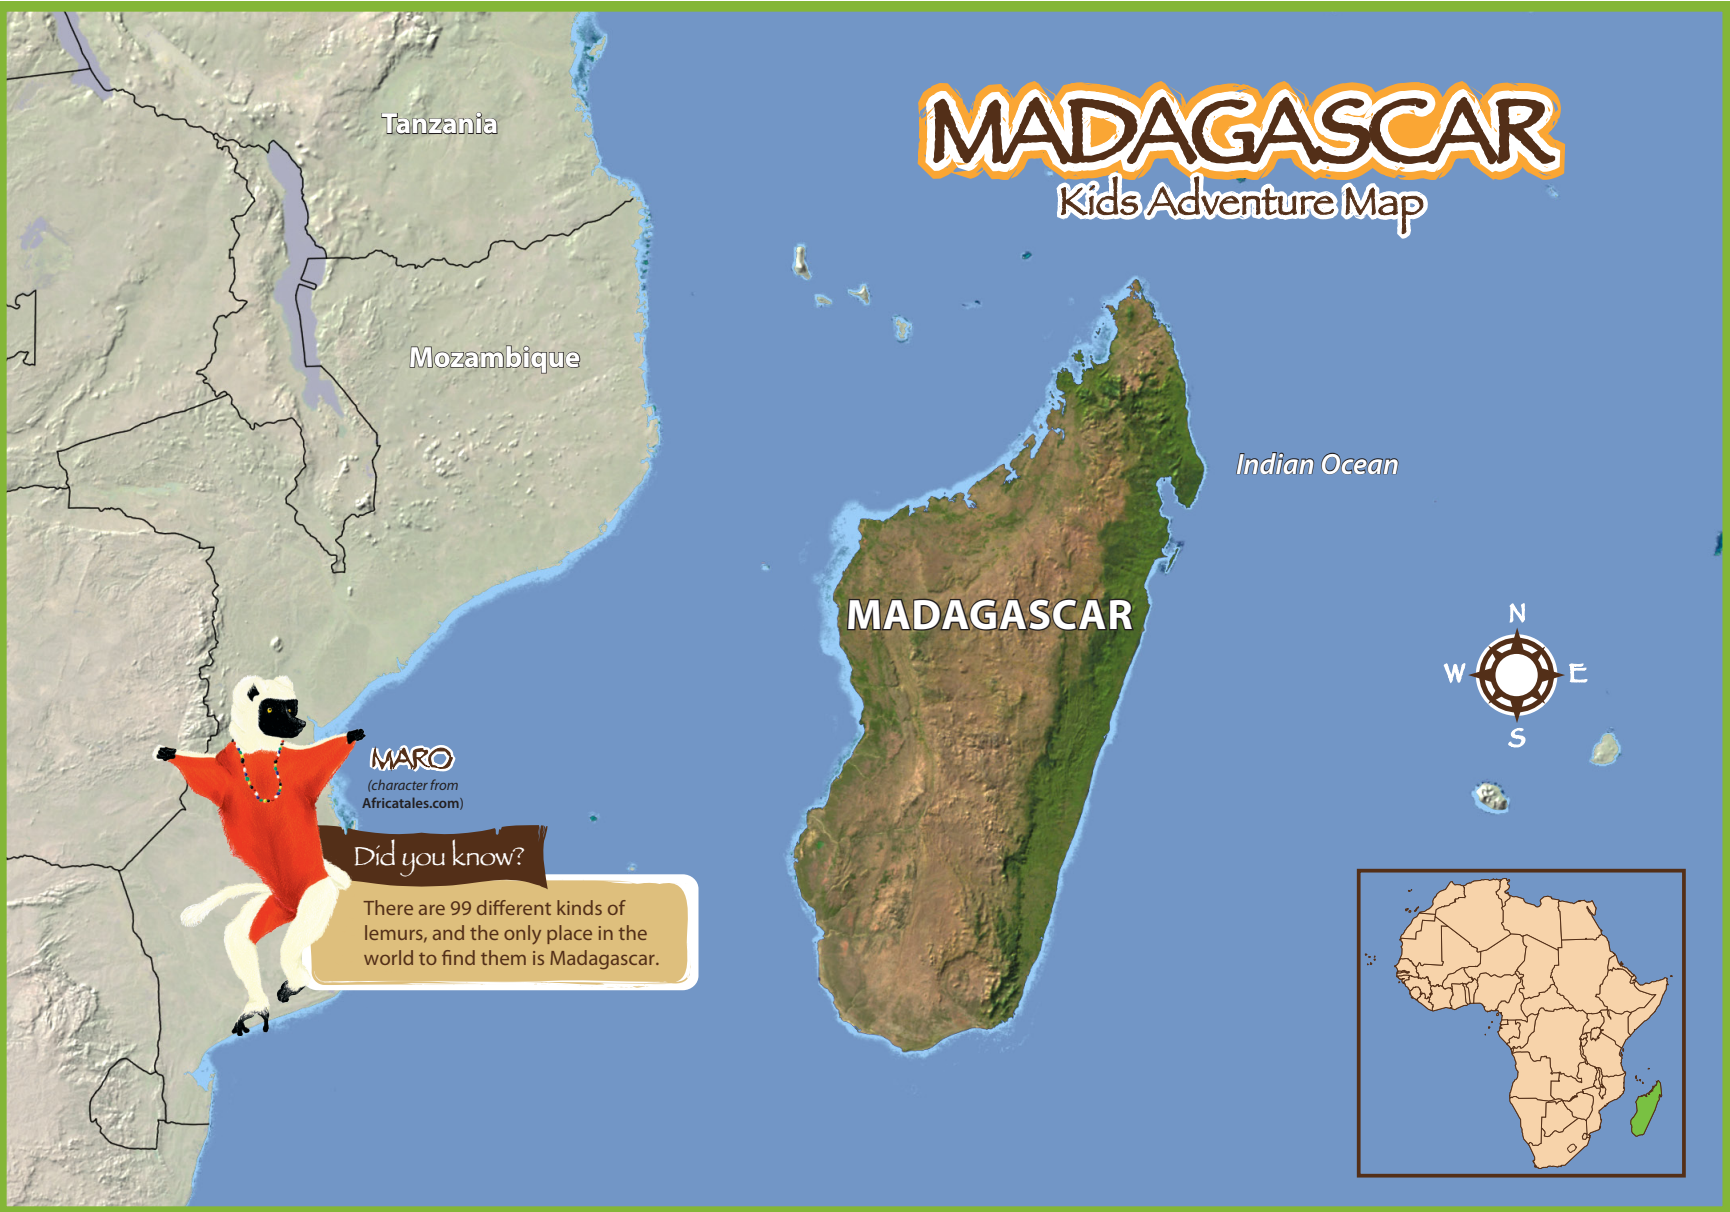 MADAGASCAR
Kids Adventure Map
Tanzania
Mozambique
Indian Ocean
MADAGASCAR
N
W
E
S
MARO
(character from
Africatales.com)
Did you know?
There are 99 different kinds of
lemurs, and the only place in the
world to find them is Madagascar.